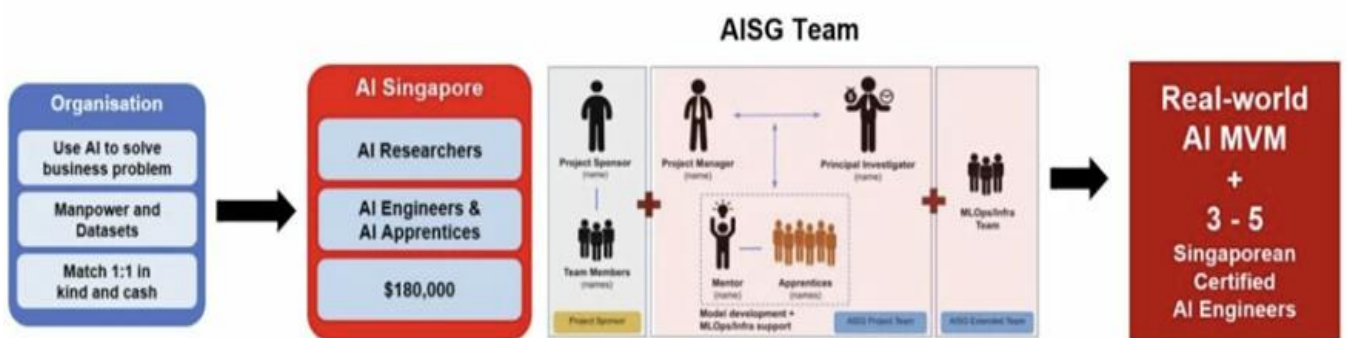 AISG Team
Organisation
Use AI to solve
business problem
Manpower and
Datasets
Match 1:1 in
kind and cash
AI Singapore
AI Researchers
AI Engineers &
AI Apprentices
$180,000
Project Sponsor
(name)
Team Members
(names)
Project Sponsor
Project Manager
(name)
Principal Investigator
(name)
Mentor
(name)
Apprentices
(names)
Model development +
MLOps/Infra support
AISG Project Team
MLOps/Infra
Team
AISG Extended Team
Real-world
AI MVM
+
3 - 5
Singaporean
Certified
AI Engineers